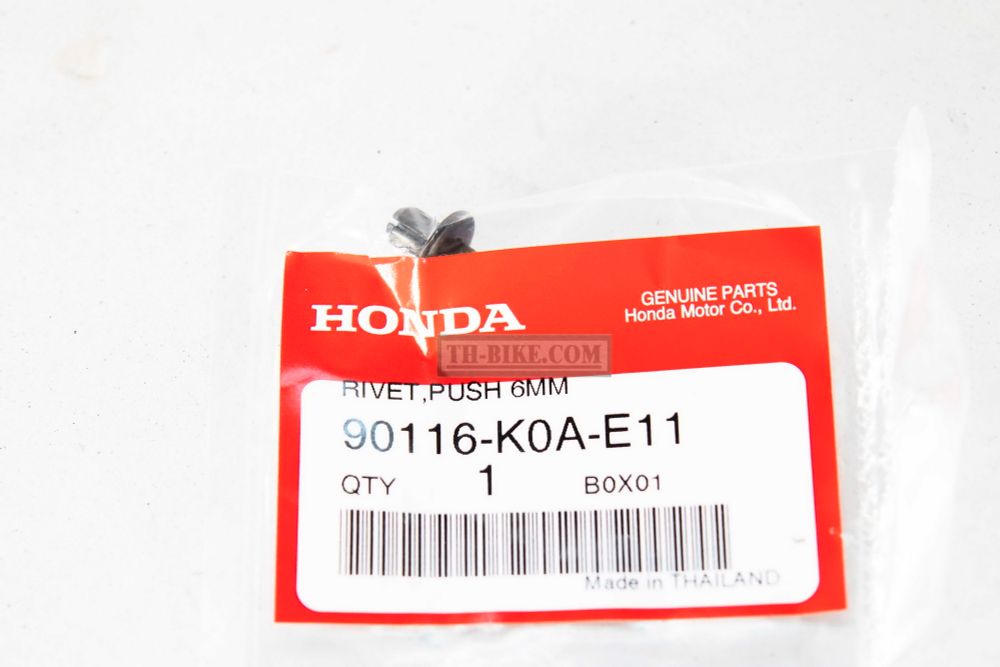 GENUINE PARTS
Honda Motor Co., Ltd.
HONDA
TH-BIKE.COM
RIVET,PUSH 6MM
90116-K0A-E11
QTY 1 B0X01
Made in THAILAND